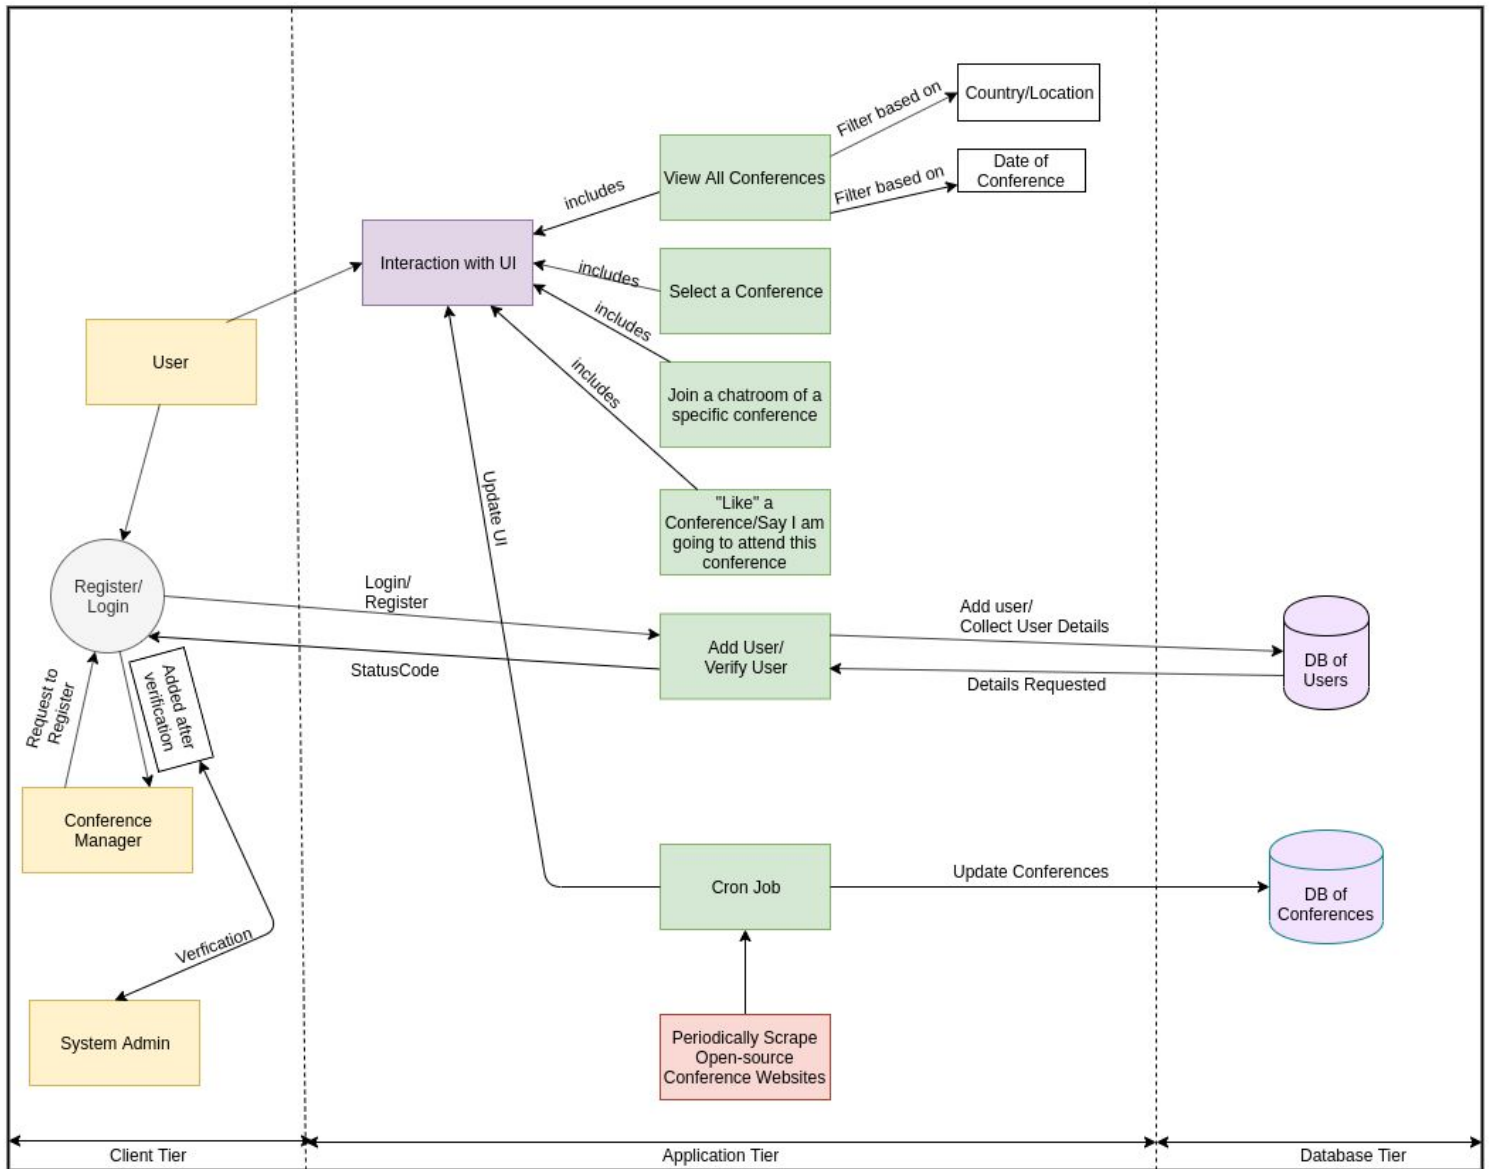 Country/Location
Filter based on
Date of
Conference
Filter based on
View All Conferences
includes
Interaction with UI
includes
Select a Conference
includes
User
includes
Join a chatroom of a
specific conference
"Like" a
Conference/Say I am
going to attend this
conference
Update UI
Register/
Login
Login/
Register
Add user/
Collect User Details
Add User/
Verify User
DB of
Users
StatusCode
Details Requested
Request to
Register
Added after
verification
Conference
Manager
Cron Job
Update Conferences
DB of
Conferences
Verfication
System Admin
Periodically Scrape
Open-source
Conference Websites
Client Tier
Application Tier
Database Tier